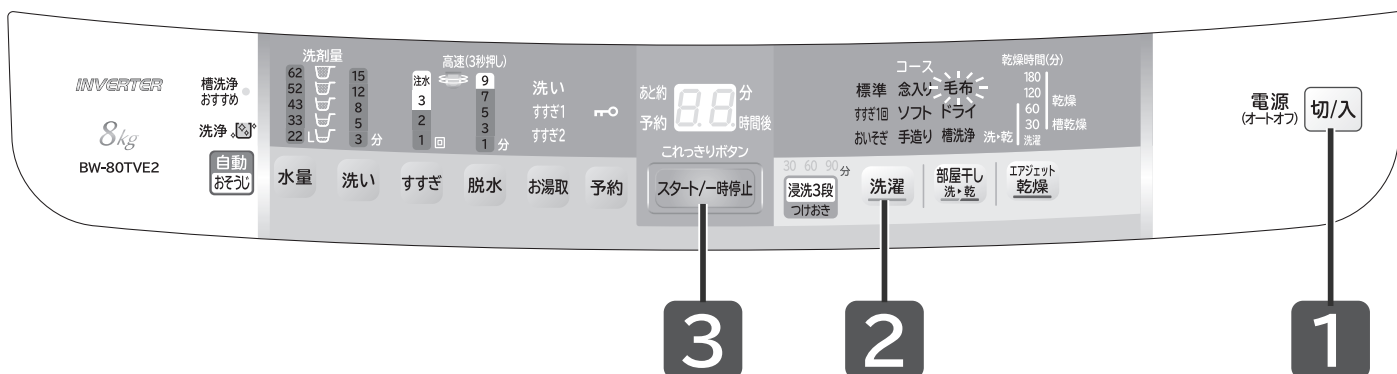 INVERTER
8kg
BW-80TVE2
槽洗浄
おすすめ
洗浄
自動
おそうじ
洗剤量
62
52
43
33
22 L
15
12
8
5
3 分
注水
3
2
1 回
高速(3秒押し)
9
7
5
3
1 分
洗い
すすぎ1
すすぎ2
あと約 88 分
予約 時間後
これっきりボタン
コース
標準 念入り 毛布
すすぎ1回 ソフト ドライ
おいそぎ 手造り 槽洗浄
洗▸乾
乾燥時間(分)
180
120
60
30
洗濯
乾燥
槽乾燥
水量
洗い
すすぎ
脱水
お湯取
予約
スタート/一時停止
30 60 90 分
浸洗3段
つけおき
洗濯
部屋干し
洗▸乾
エアジェット
乾燥
電源
(オートオフ)
切/入
3
2
1